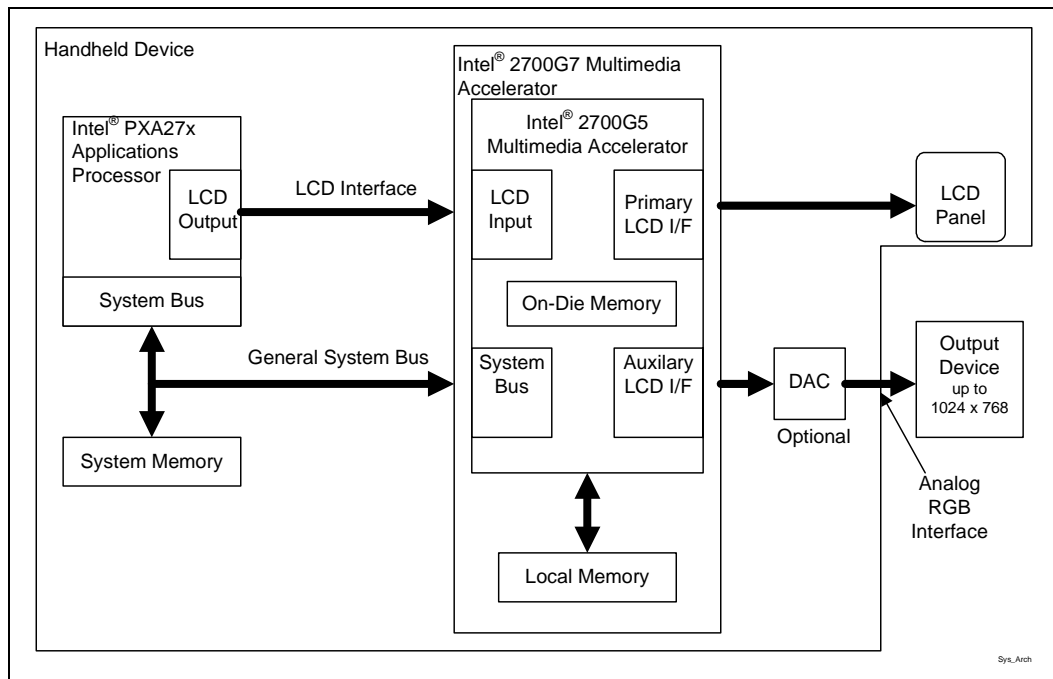 Handheld Device
Intel® PXA27x
Applications
Processor
LCD
Output
System Bus
System Memory
LCD Interface
General System Bus
Intel® 2700G7 Multimedia
Accelerator
Intel® 2700G5
Multimedia Accelerator
LCD
Input
Primary
LCD I/F
On-Die Memory
System
Bus
Auxilary
LCD I/F
Local Memory
LCD
Panel
DAC
Optional
Output
Device
up to
1024 x 768
Analog
RGB
Interface
Sys_Arch